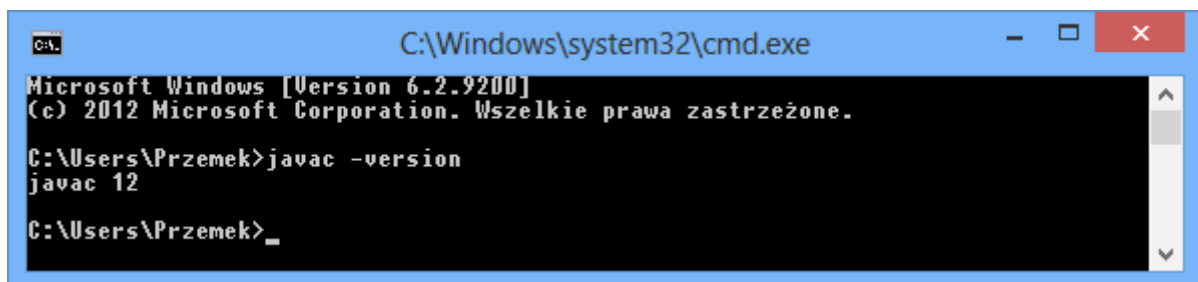 C:\Windows\system32\cmd.exe
Microsoft Windows [Version 6.2.9200]
(c) 2012 Microsoft Corporation. Wszelkie prawa zastrzeżone.
C:\Users\Przemek>javac -version
javac 12
C:\Users\Przemek>_